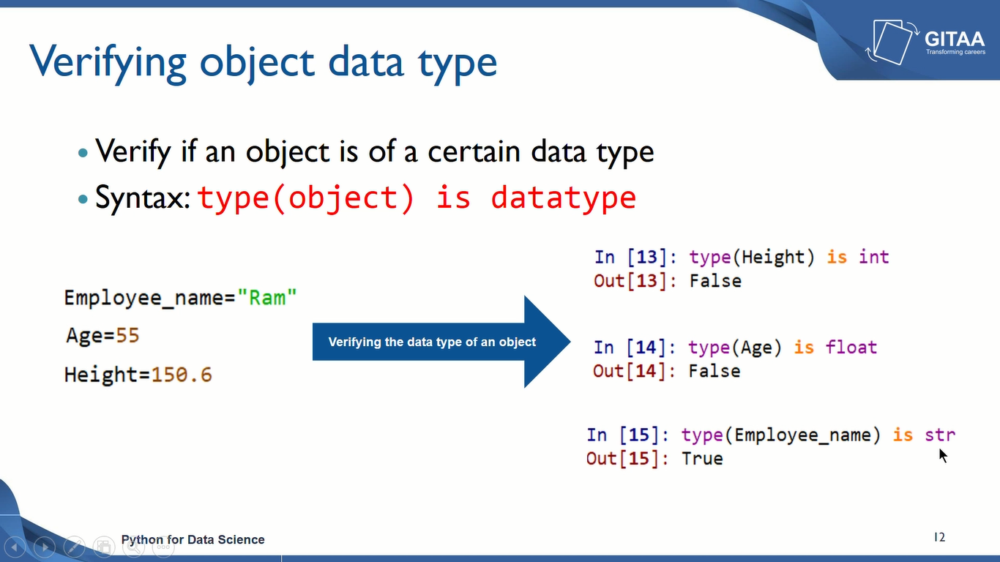 GITAA
Transforming careers
Verifying object data type
• Verify if an object is of a certain data type
• Syntax: type(object) is datatype
Employee_name="Ram"
Age=55
Height=150.6
Verifying the data type of an object
In [13]: type(Height) is int
Out[13]: False
In [14]: type(Age) is float
Out[14]: False
In [15]: type(Employee_name) is str
Out[15]: True
Python for Data Science
12